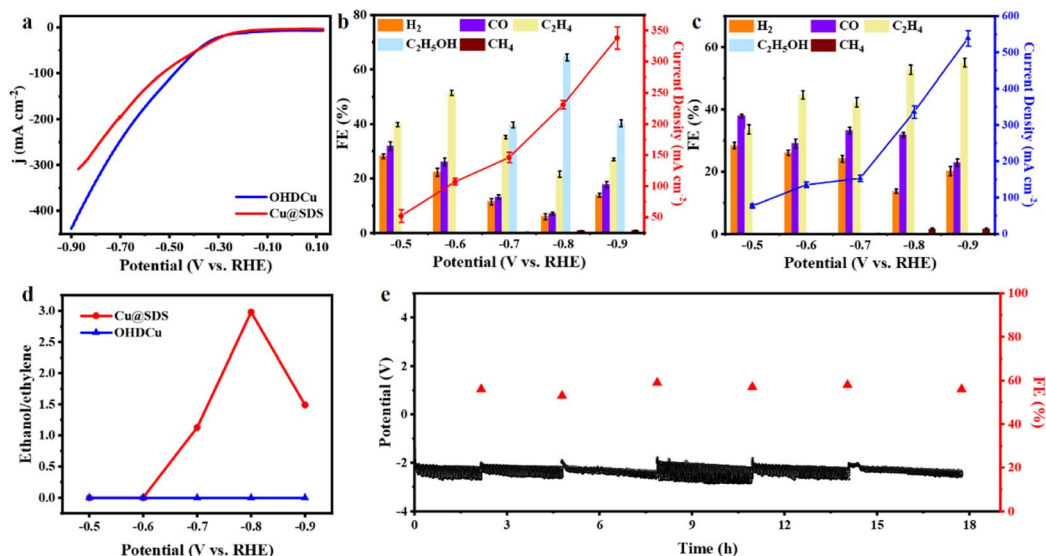 a
0
-100
-200
-300
-400
j (mA cm⁻²)
OHDCu
Cu@SDS
-0.90 -0.70 -0.50 -0.30 -0.10 0.10
Potential (V vs. RHE)
b
H₂ CO C₂H₄
C₂H₅OH CH₄
80
60
40
20
0
FE (%)
350
300
250
200
150
100
50
Current Density (mA cm⁻²)
-0.5 -0.6 -0.7 -0.8 -0.9
Potential (V vs. RHE)
c
H₂ CO C₂H₄
C₂H₅OH CH₄
60
40
20
0
FE (%)
600
500
400
300
200
100
0
Current Density (mA cm⁻²)
-0.5 -0.6 -0.7 -0.8 -0.9
Potential (V vs. RHE)
d
Cu@SDS
OHDCu
3.0
2.5
2.0
1.5
1.0
0.5
0.0
Ethanol/ethylene
-0.5 -0.6 -0.7 -0.8 -0.9
Potential (V vs. RHE)
e
4
2
0
-2
-4
Potential (V)
100
80
60
40
20
0
FE (%)
0 3 6 9 12 15 18
Time (h)